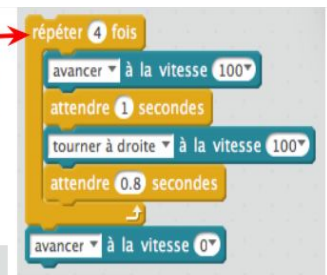 répéter 4 fois
avancer à la vitesse 100
attendre 1 secondes
tourner à droite à la vitesse 100
attendre 0.8 secondes
avancer à la vitesse 0